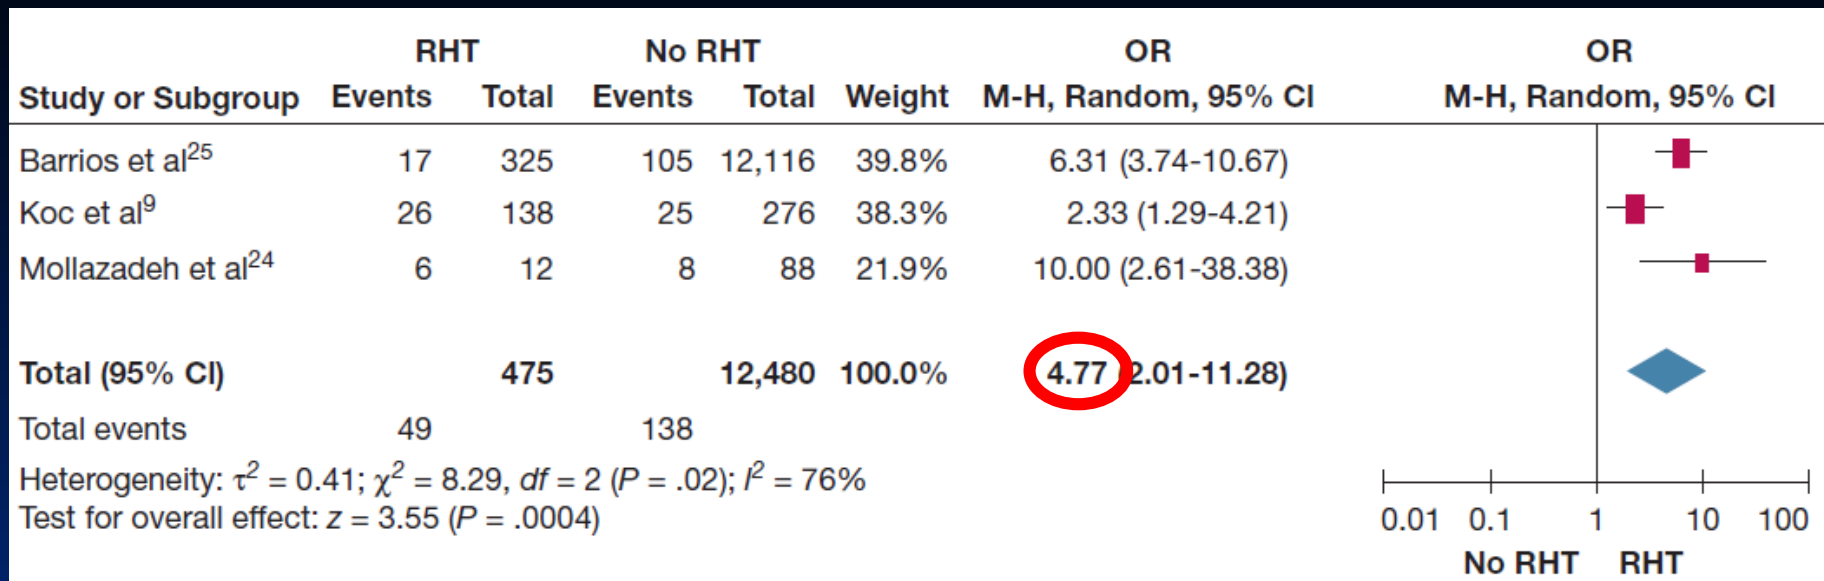 RHT No RHT OR OR
Study or Subgroup Events Total Events Total Weight M-H, Random, 95% CI M-H, Random, 95% CI
Barrios et al25 17 325 105 12,116 39.8% 6.31 (3.74-10.67)
Koc et al9 26 138 25 276 38.3% 2.33 (1.29-4.21)
Mollazadeh et al24 6 12 8 88 21.9% 10.00 (2.61-38.38)
Total (95% CI) 475 12,480 100.0% 4.77 (2.01-11.28)
Total events 49 138
Heterogeneity: τ2 = 0.41; χ2 = 8.29, df = 2 (P = .02); I2 = 76%
Test for overall effect: z = 3.55 (P = .0004)
0.01 0.1 1 10 100
No RHT RHT